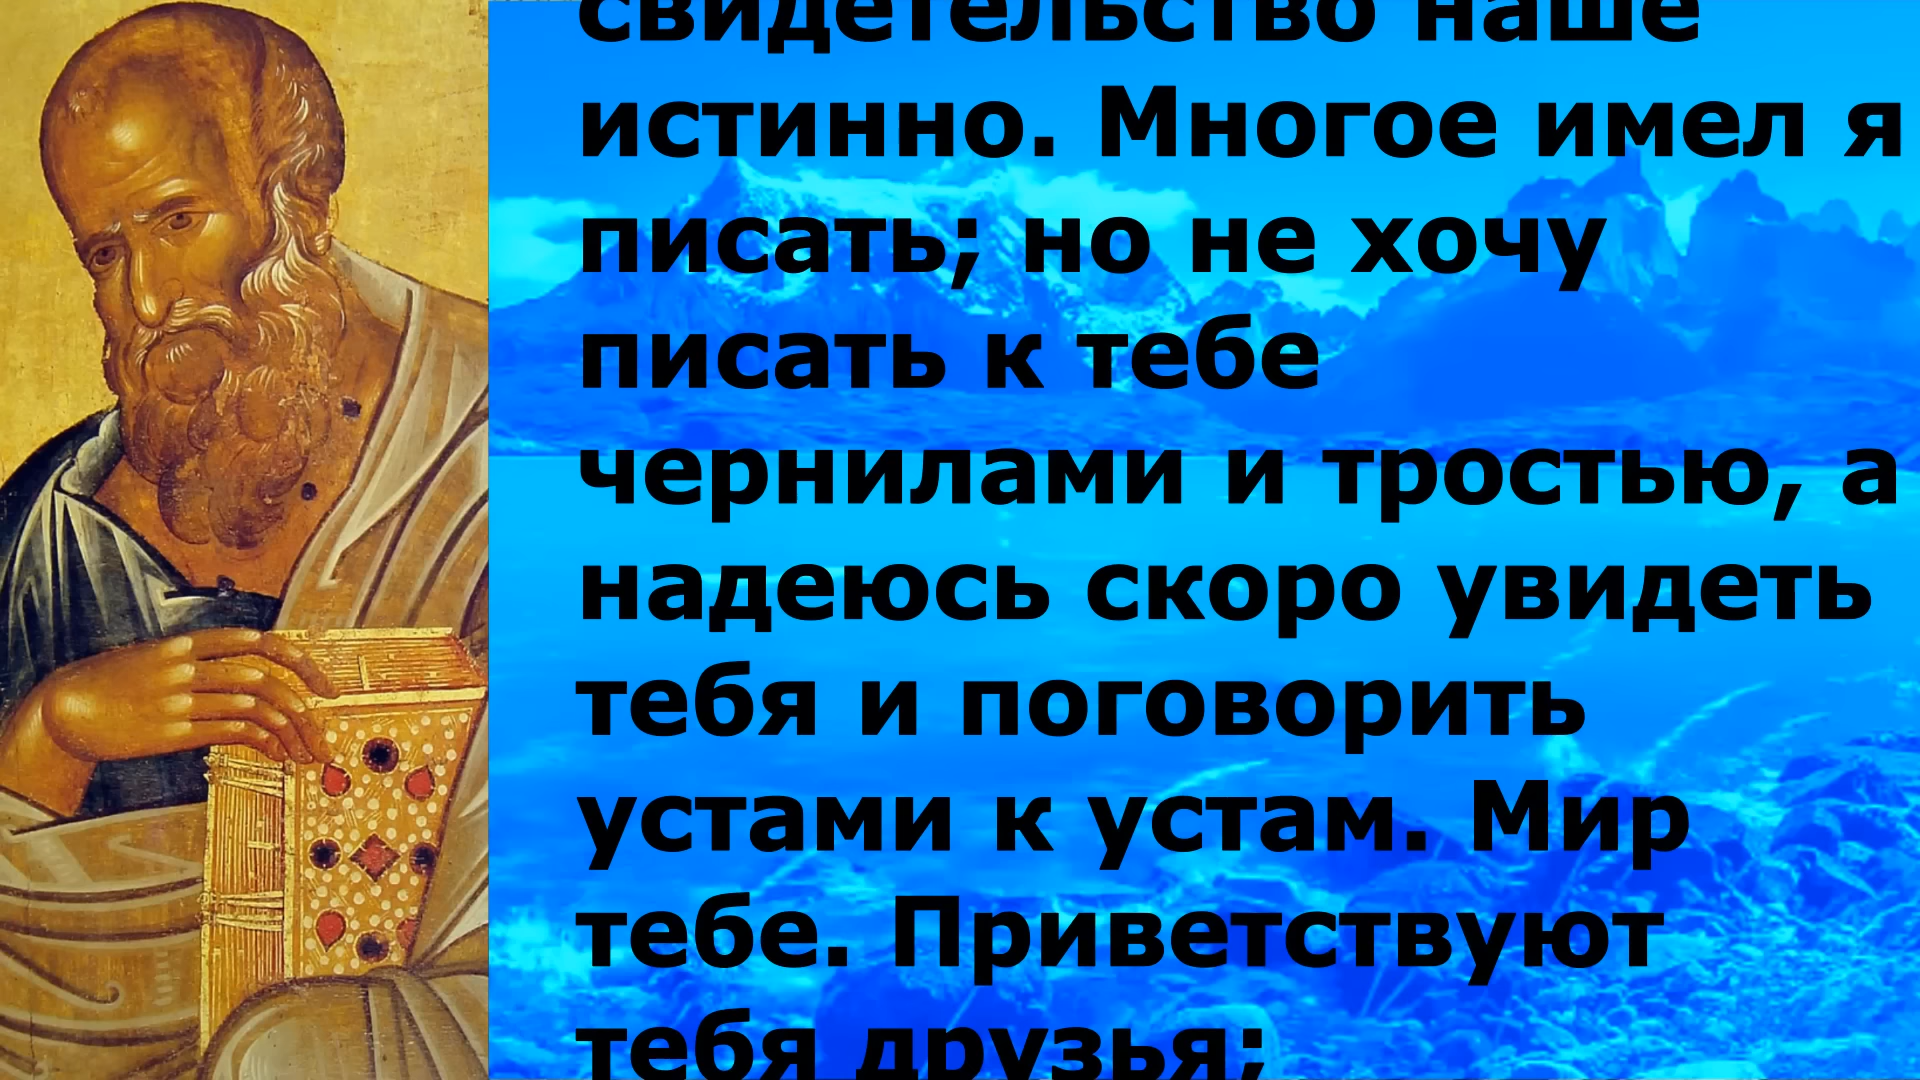 свидетельство наше
истинно. Многое имел я
писать; но не хочу
писать к тебе
чернилами и тростью, а
надеюсь скоро увидеть
тебя и поговорить
устами к устам. Мир
тебе. Приветствуют
тебя друзья;